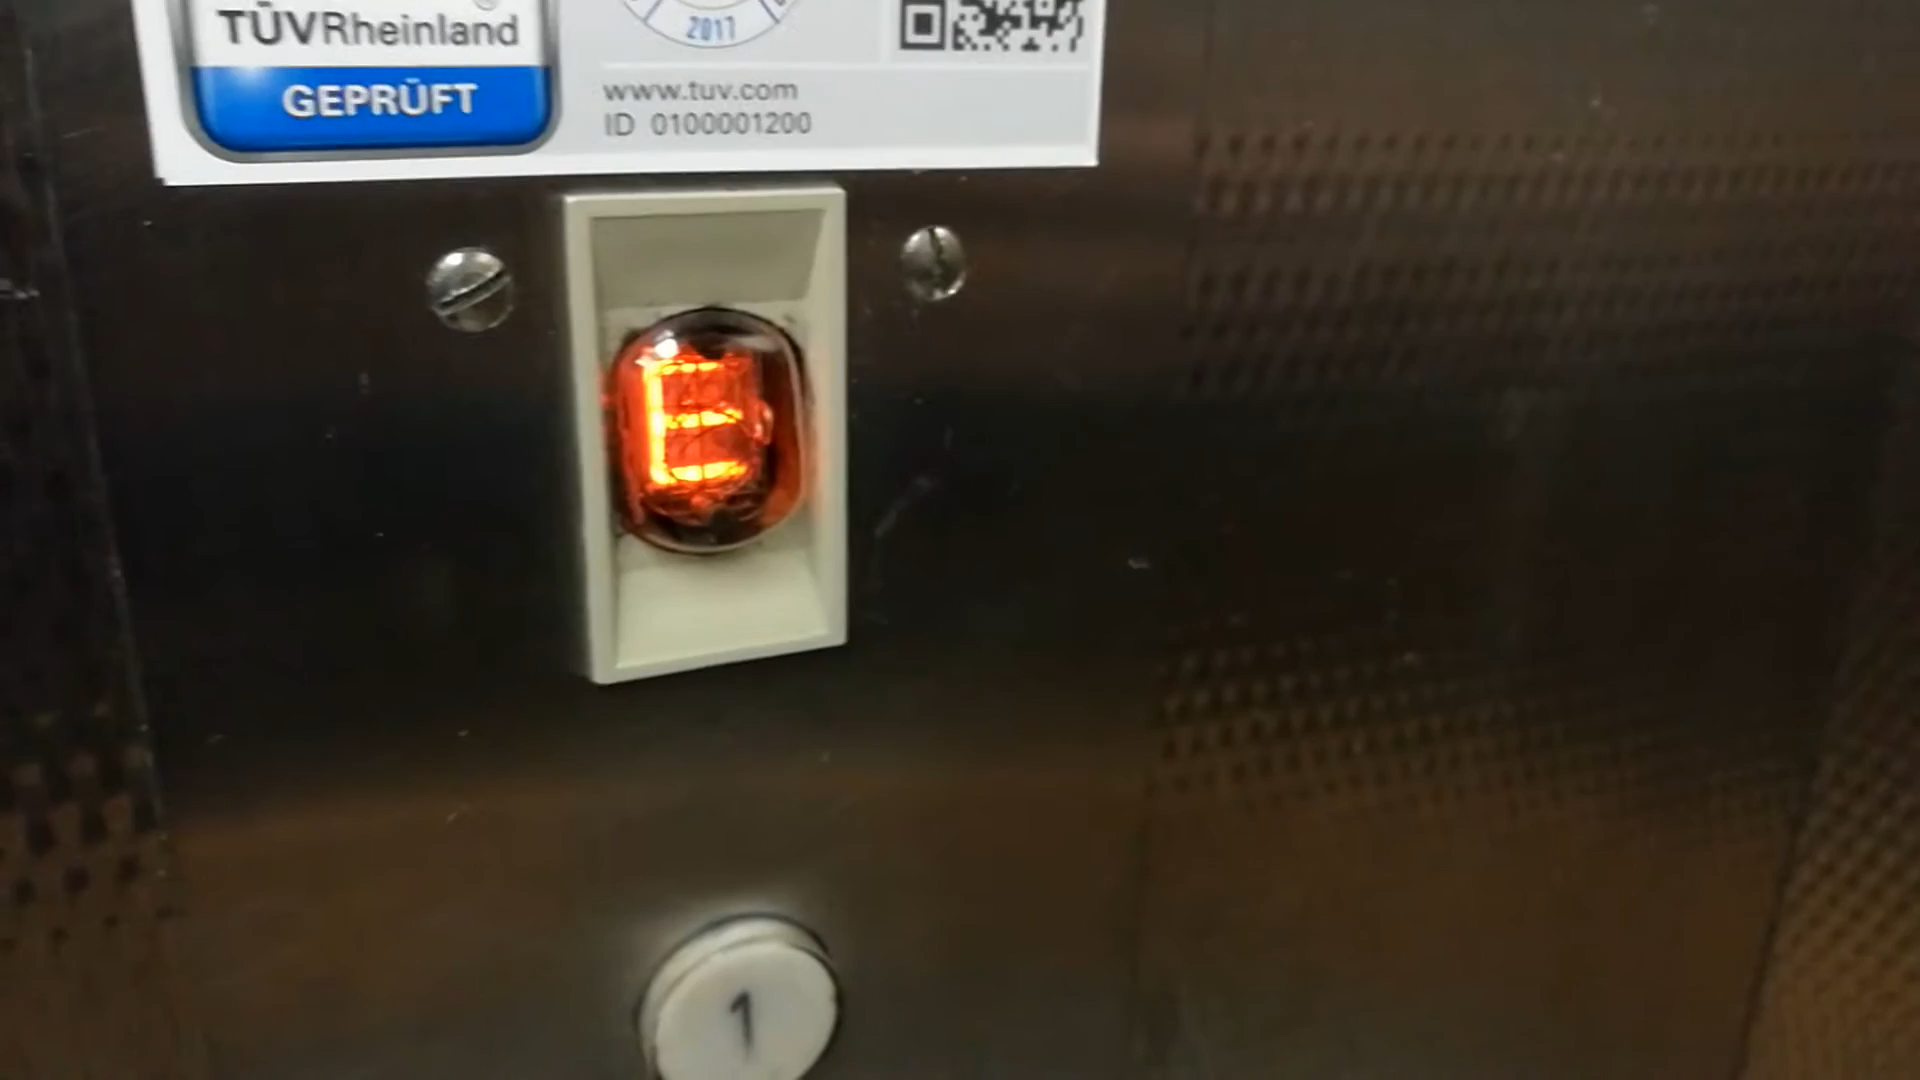 TÜVRheinland
GEPRÜFT
2017
www.tuv.com
ID 0100001200
E
1